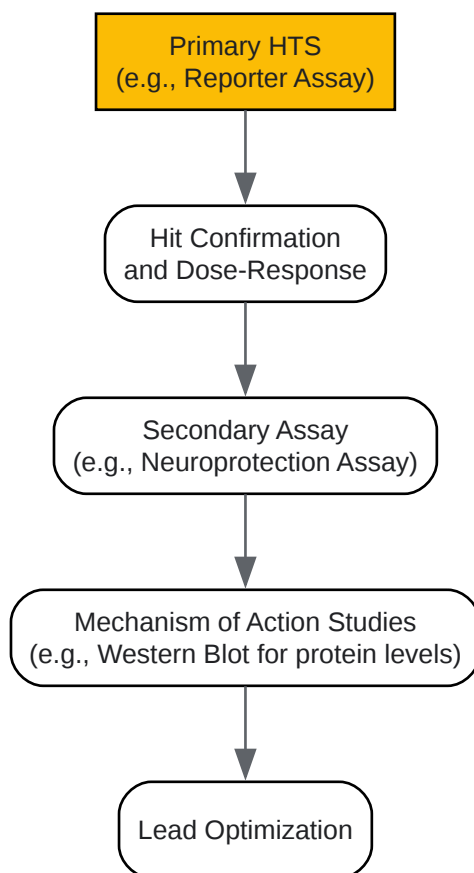 Primary HTS
(e.g., Reporter Assay)
Hit Confirmation
and Dose-Response
Secondary Assay
(e.g., Neuroprotection Assay)
Mechanism of Action Studies
(e.g., Western Blot for protein levels)
Lead Optimization